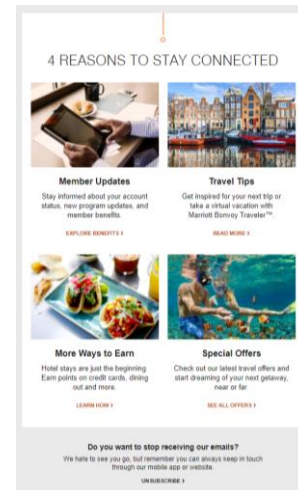 4 REASONS TO STAY CONNECTED
Member Updates
Stay informed about your account
status, new program updates, and
member benefits.
EXPLORE BENEFITS >
Travel Tips
Get inspired for your next trip or
take a virtual vacation with
Marriott Bonvoy Traveler™
READ MORE >
More Ways to Earn
Hotel stays are just the beginning.
Earn points on credit cards, dining
out and more.
LEARN HOW >
Special Offers
Check out our latest travel offers and
start dreaming of your next getaway,
near or far.
SEE ALL OFFERS >
Do you want to stop receiving our emails?
We hate to see you go, but remember you can always keep in touch
through our mobile app or website.
UNSUBSCRIBE >